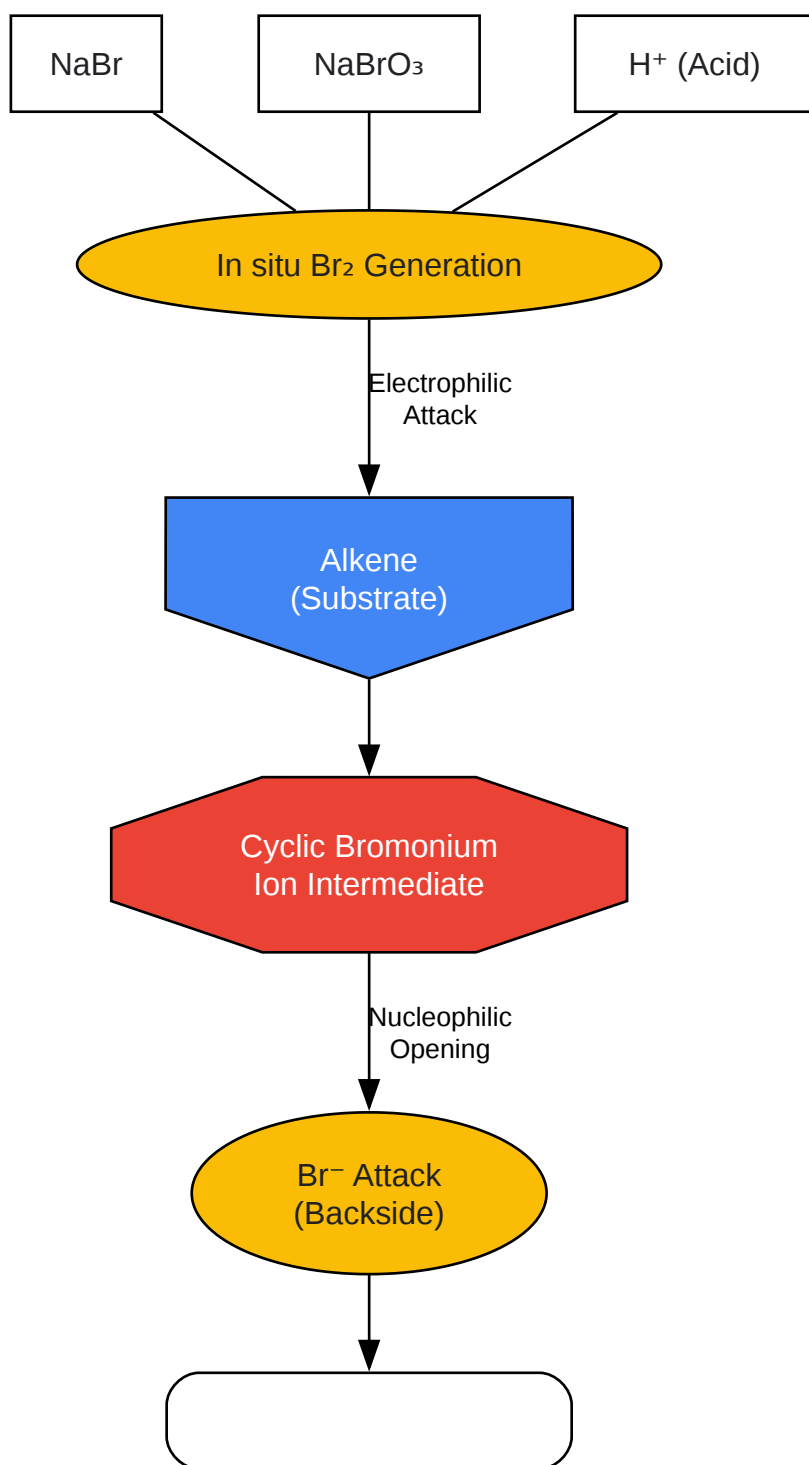 NaBr
NaBrO₃
H⁺ (Acid)
In situ Br₂ Generation
Electrophilic
Attack
Alkene
(Substrate)
Cyclic Bromonium
Ion Intermediate
Nucleophilic
Opening
Br⁻ Attack
(Backside)